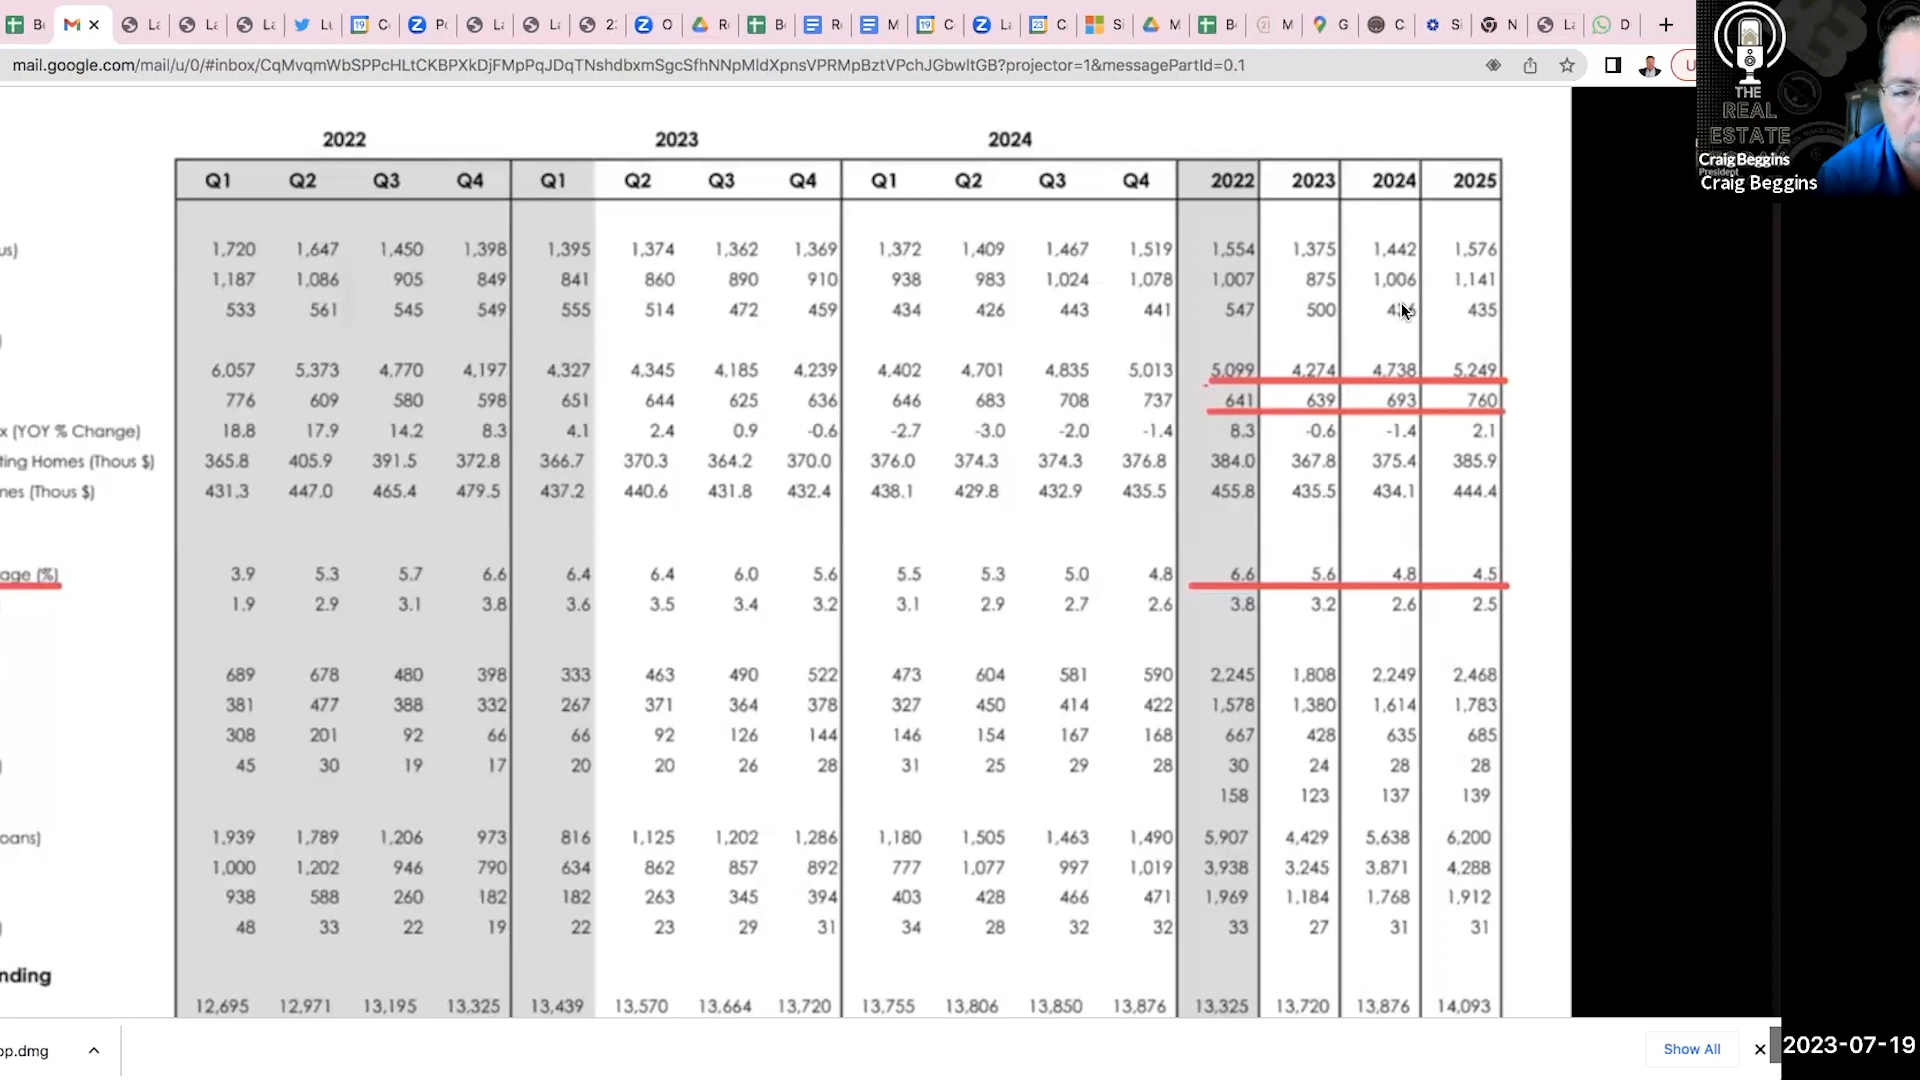 mail.google.com/mail/u/0/#inbox/CqMvqmWbSPPcHLtCKBPXkDjFMpPqJDqTNshdbxmSgcSfhNNpMldXpnsVPRMpBztVPchJGbwltGB?projector=1&messagePartId=0.1
THE
REAL
ESTATE
Craig Beggins
President
Craig Beggins
2022 2023 2024
Q1 Q2 Q3 Q4 Q1 Q2 Q3 Q4 Q1 Q2 Q3 Q4 2022 2023 2024 2025
us) 1,720 1,647 1,450 1,398 1,395 1,374 1,362 1,369 1,372 1,409 1,467 1,519 1,554 1,375 1,442 1,576
1,187 1,086 905 849 841 860 890 910 938 983 1,024 1,078 1,007 875 1,006 1,141
533 561 545 549 555 514 472 459 434 426 443 441 547 500 435
)
6,057 5,373 4,770 4,197 4,327 4,345 4,185 4,239 4,402 4,701 4,835 5,013 5,099 4,274 4,738 5,249
776 609 580 598 651 644 625 636 646 683 708 737 641 639 693 760
x (YOY % Change) 18.8 17.9 14.2 8.3 4.1 2.4 0.9 -0.6 -2.7 -3.0 -2.0 -1.4 8.3 -0.6 -1.4 2.1
ting Homes (Thous $) 365.8 405.9 391.5 372.8 366.7 370.3 364.2 370.0 376.0 374.3 374.3 376.8 384.0 367.8 375.4 385.9
mes (Thous $) 431.3 447.0 465.4 479.5 437.2 440.6 431.8 432.4 438.1 429.8 432.9 435.5 455.8 435.5 434.1 444.4
age (%) 3.9 5.3 5.7 6.6 6.4 6.4 6.0 5.6 5.5 5.3 5.0 4.8 6.6 5.6 4.8 4.5
1.9 2.9 3.1 3.8 3.6 3.5 3.4 3.2 3.1 2.9 2.7 2.6 3.8 3.2 2.6 2.5
689 678 480 398 333 463 490 522 473 604 581 590 2,245 1,808 2,249 2,468
381 477 388 332 267 371 364 378 327 450 414 422 1,578 1,380 1,614 1,783
308 201 92 66 66 92 126 144 146 154 167 168 667 428 635 685
) 45 30 19 17 20 20 26 28 31 25 29 28 30 24 28 28
158 123 137 139
oans) 1,939 1,789 1,206 973 816 1,125 1,202 1,286 1,180 1,505 1,463 1,490 5,907 4,429 5,638 6,200
1,000 1,202 946 790 634 862 857 892 777 1,077 997 1,019 3,938 3,245 3,871 4,288
938 588 260 182 182 263 345 394 403 428 466 471 1,969 1,184 1,768 1,912
) 48 33 22 19 22 23 29 31 34 28 32 32 33 27 31 31
nding
12,695 12,971 13,195 13,325 13,439 13,570 13,664 13,720 13,755 13,806 13,850 13,876 13,325 13,720 13,876 14,093
op.dmg
Show All
2023-07-19